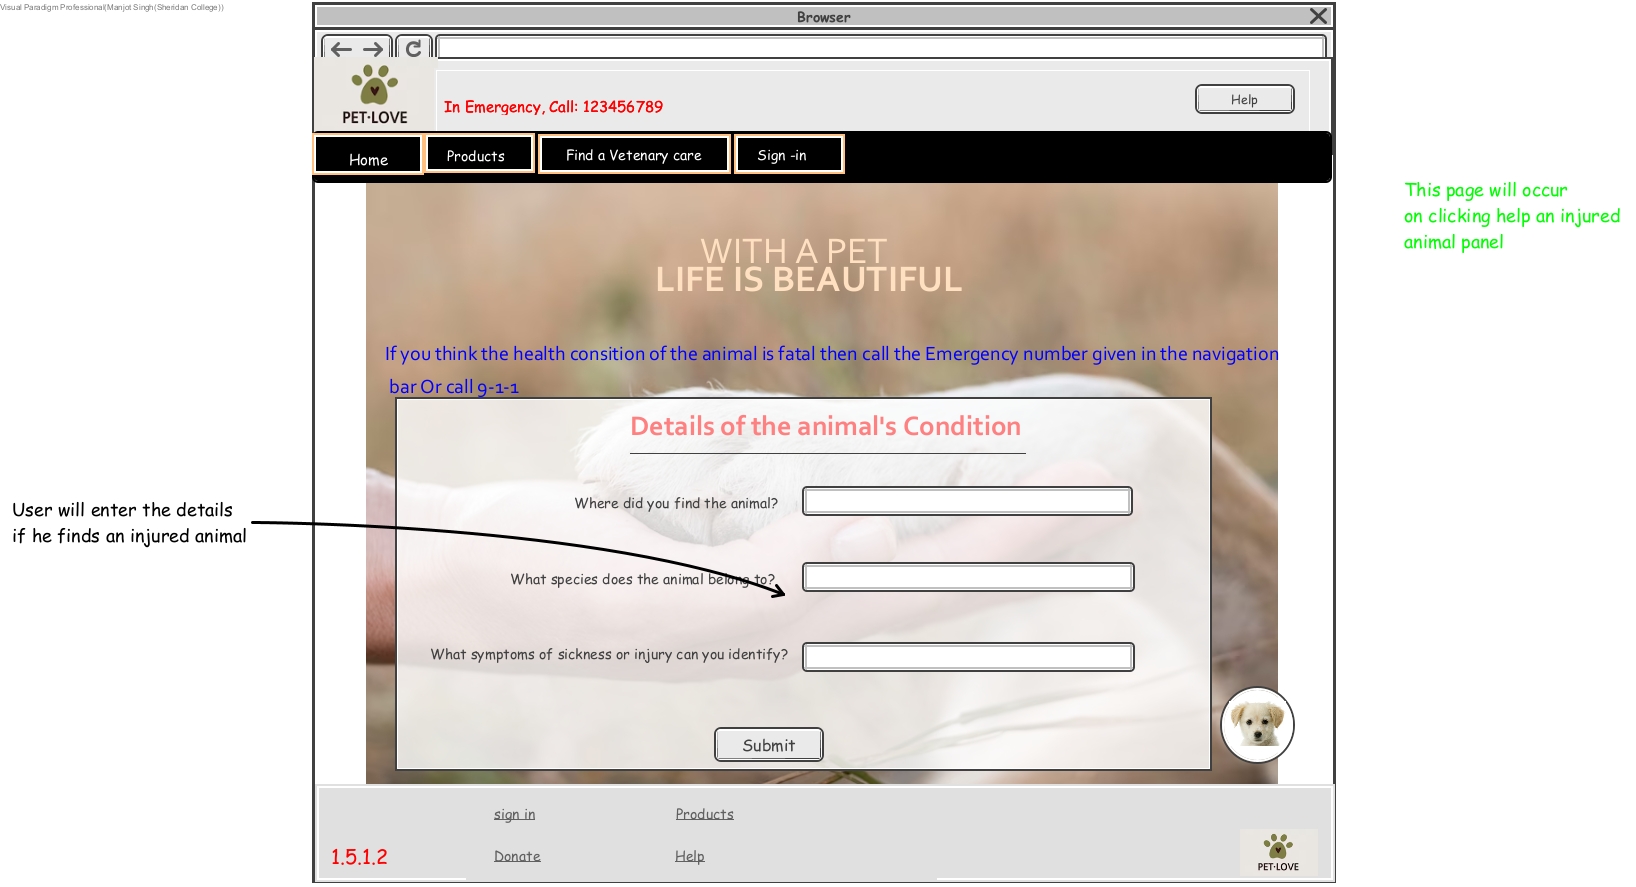 Visual Paradigm Professional(Manjot Singh(Sheridan College))
Browser
PET·LOVE
In Emergency, Call: 123456789
Help
Home
Products
Find a Vetenary care
Sign -in
This page will occur
on clicking help an injured
animal panel
WITH A PET
LIFE IS BEAUTIFUL
If you think the health consition of the animal is fatal then call the Emergency number given in the navigation
bar Or call 9-1-1
Details of the animal's Condition
Where did you find the animal?
User will enter the details
if he finds an injured animal
What species does the animal belong to?
What symptoms of sickness or injury can you identify?
Submit
sign in
Products
1.5.1.2
Donate
Help
PET·LOVE